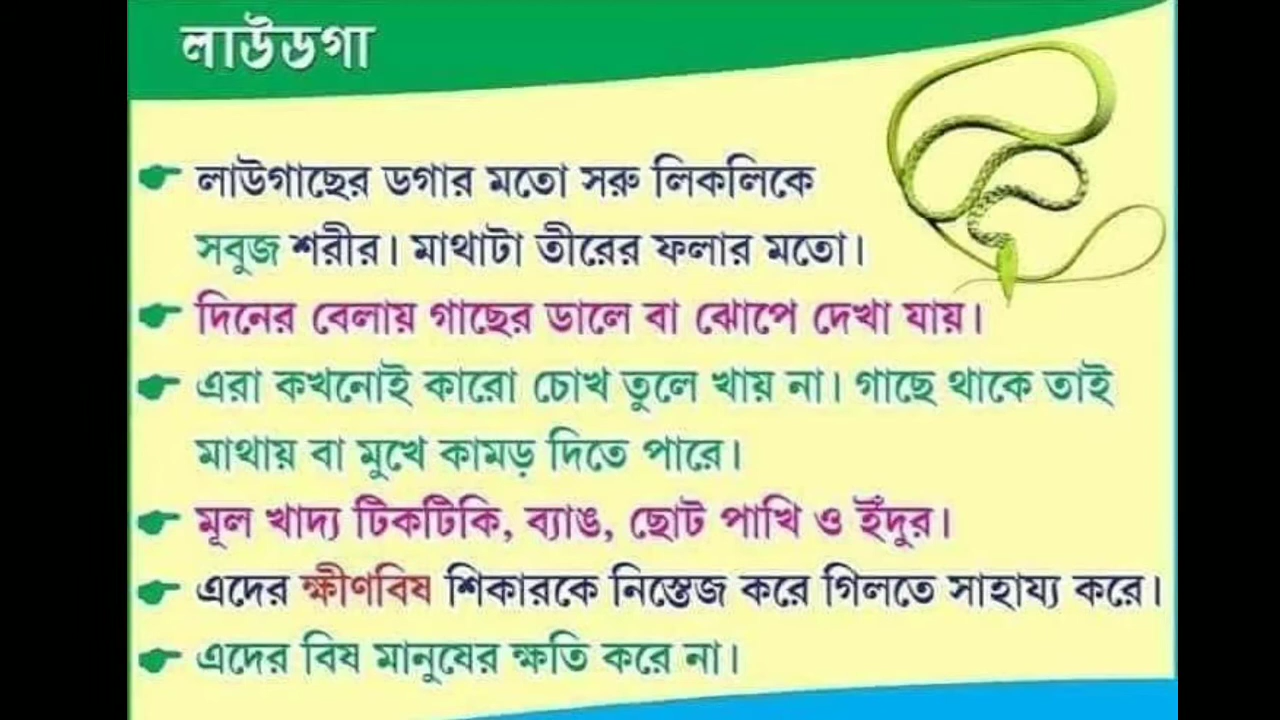 লাউডগা
লাউগাছের ডগার মতো সরু লিকলিকে
সবুজ শরীর। মাথাটা তীরের ফলার মতো।
দিনের বেলায় গাছের ডালে বা ঝোপে দেখা যায়।
এরা কখনোই কারো চোখ তুলে খায় না। গাছে থাকে তাই
মাথায় বা মুখে কামড় দিতে পারে।
মূল খাদ্য টিকটিকি, ব্যাঙ, ছোট পাখি ও ইঁদুর।
এদের ক্ষীণবিষ শিকারকে নিস্তেজ করে গিলতে সাহায্য করে।
এদের বিষ মানুষের ক্ষতি করে না।